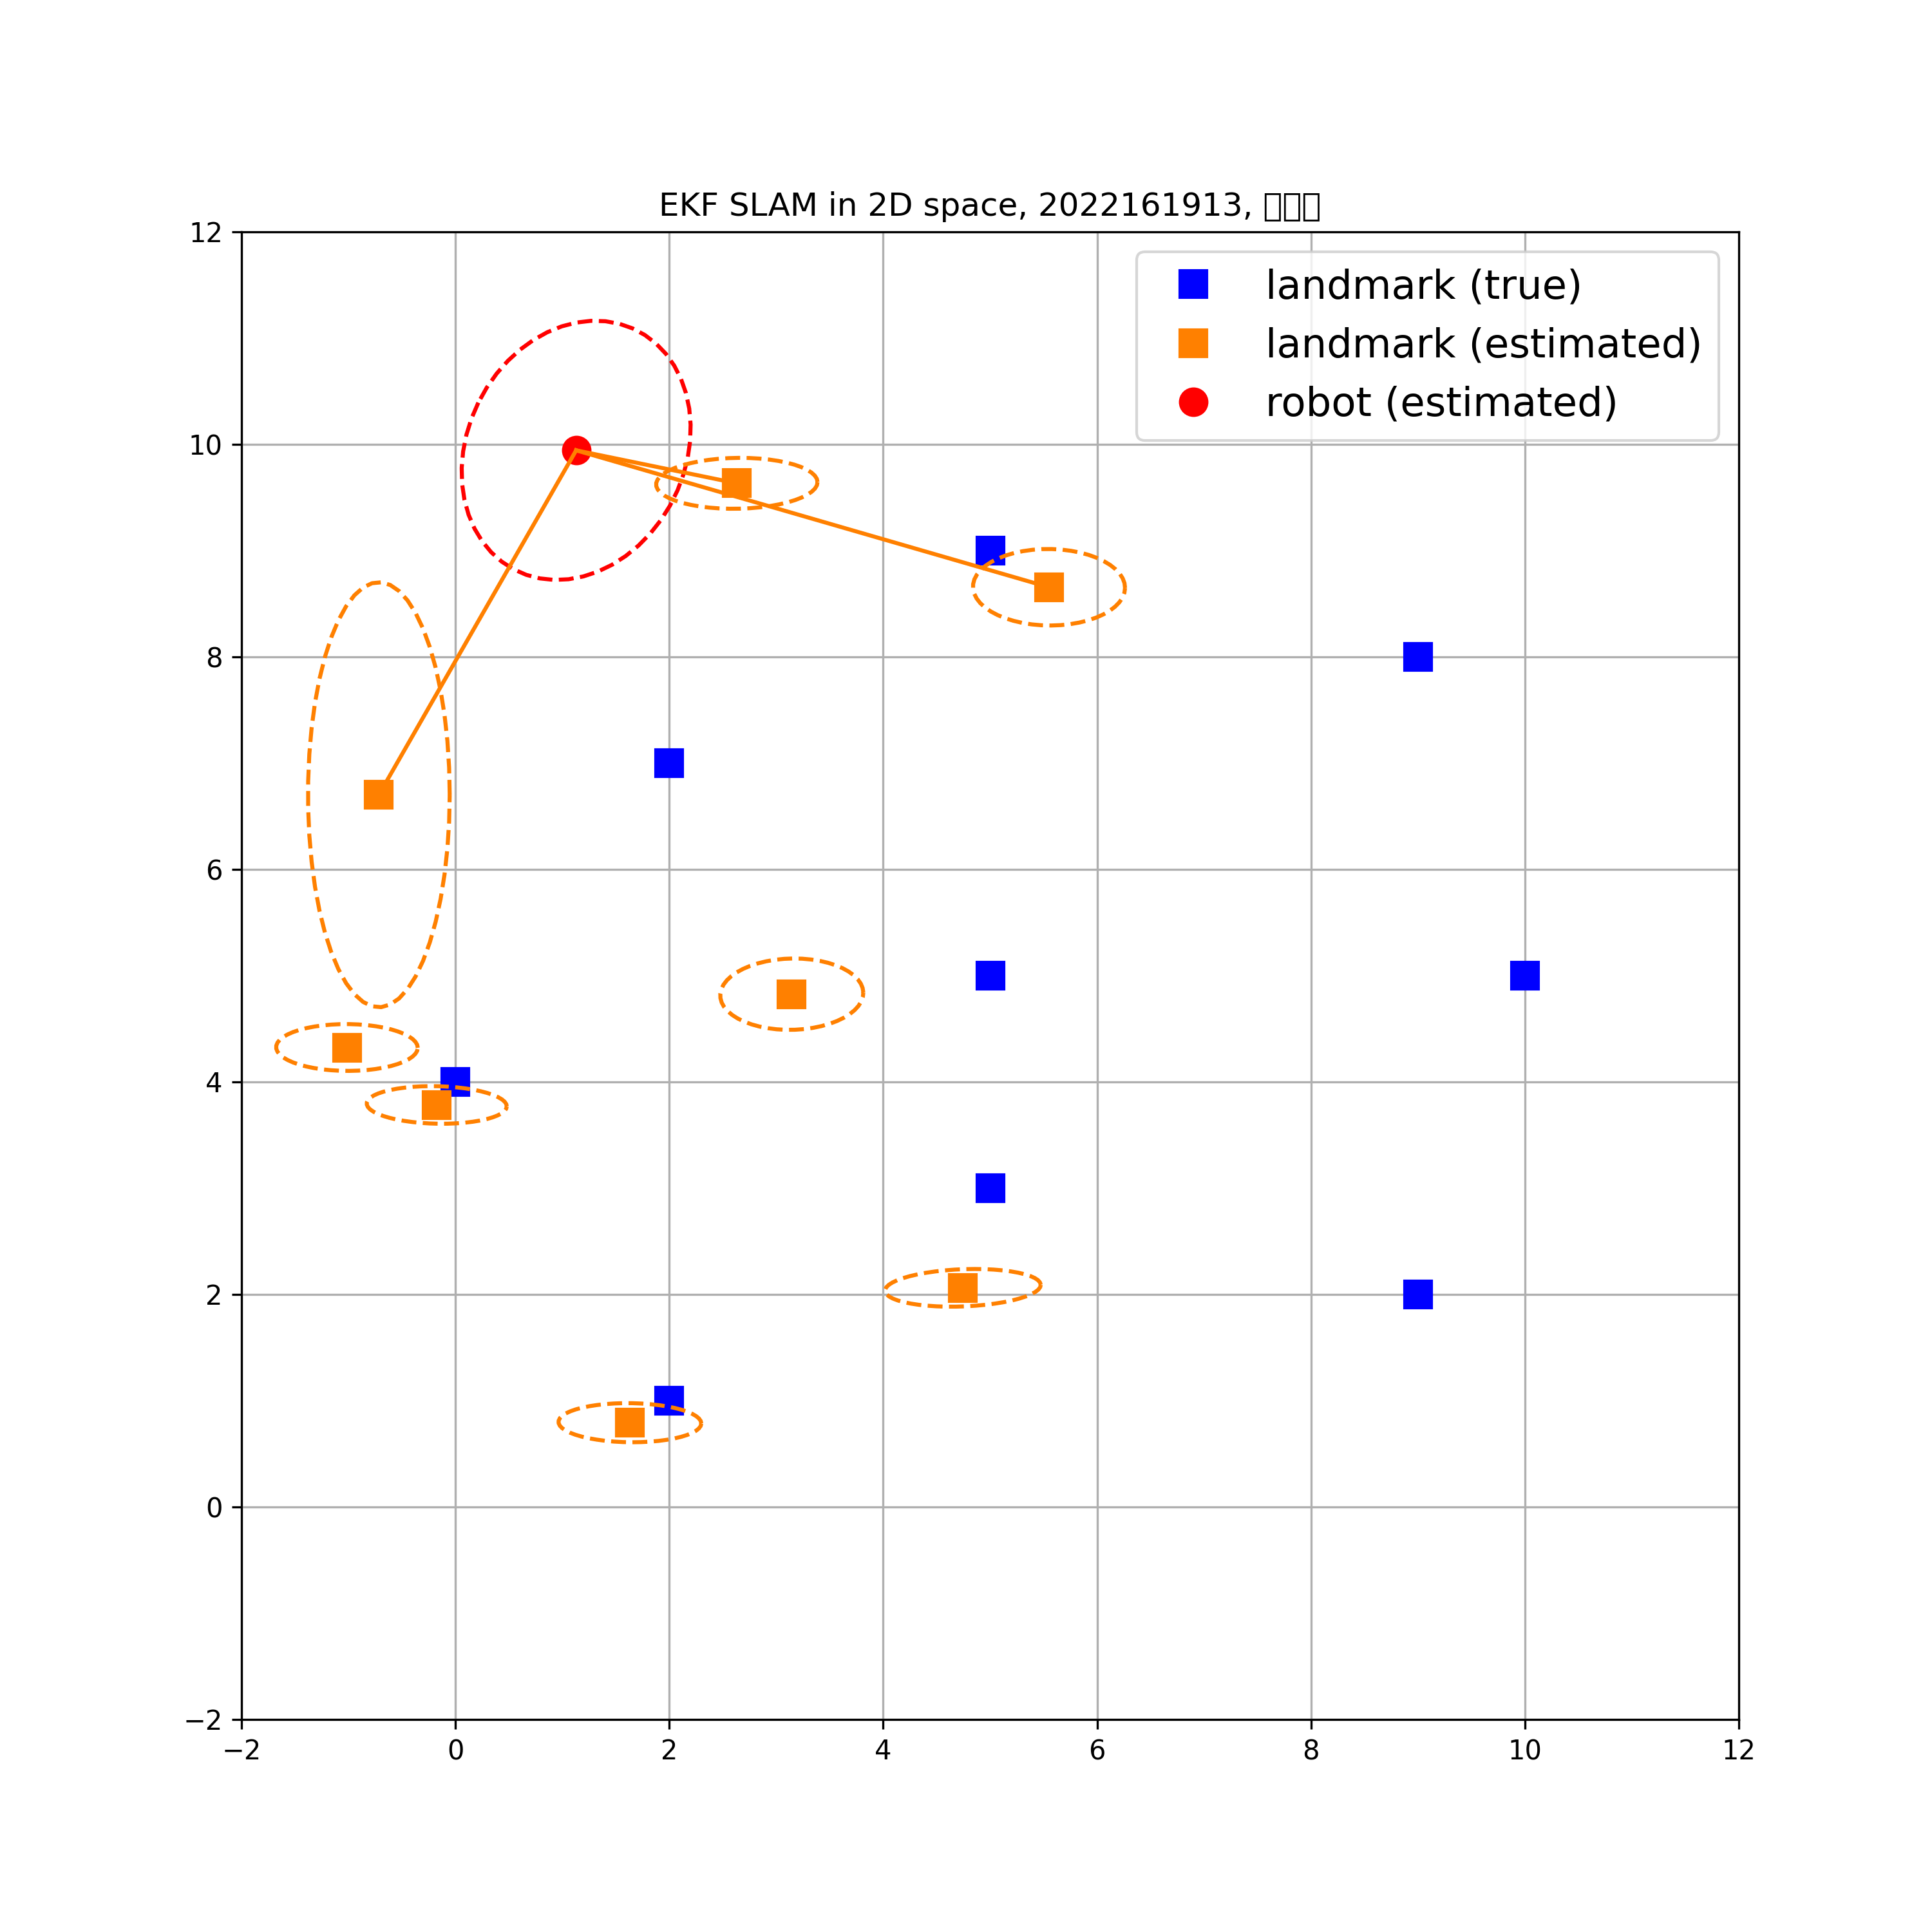 EKF SLAM in 2D space, 2022161913,
landmark (true)
landmark (estimated)
robot (estimated)
12
10
8
6
4
2
0
−2
−2 0 2 4 6 8 10 12